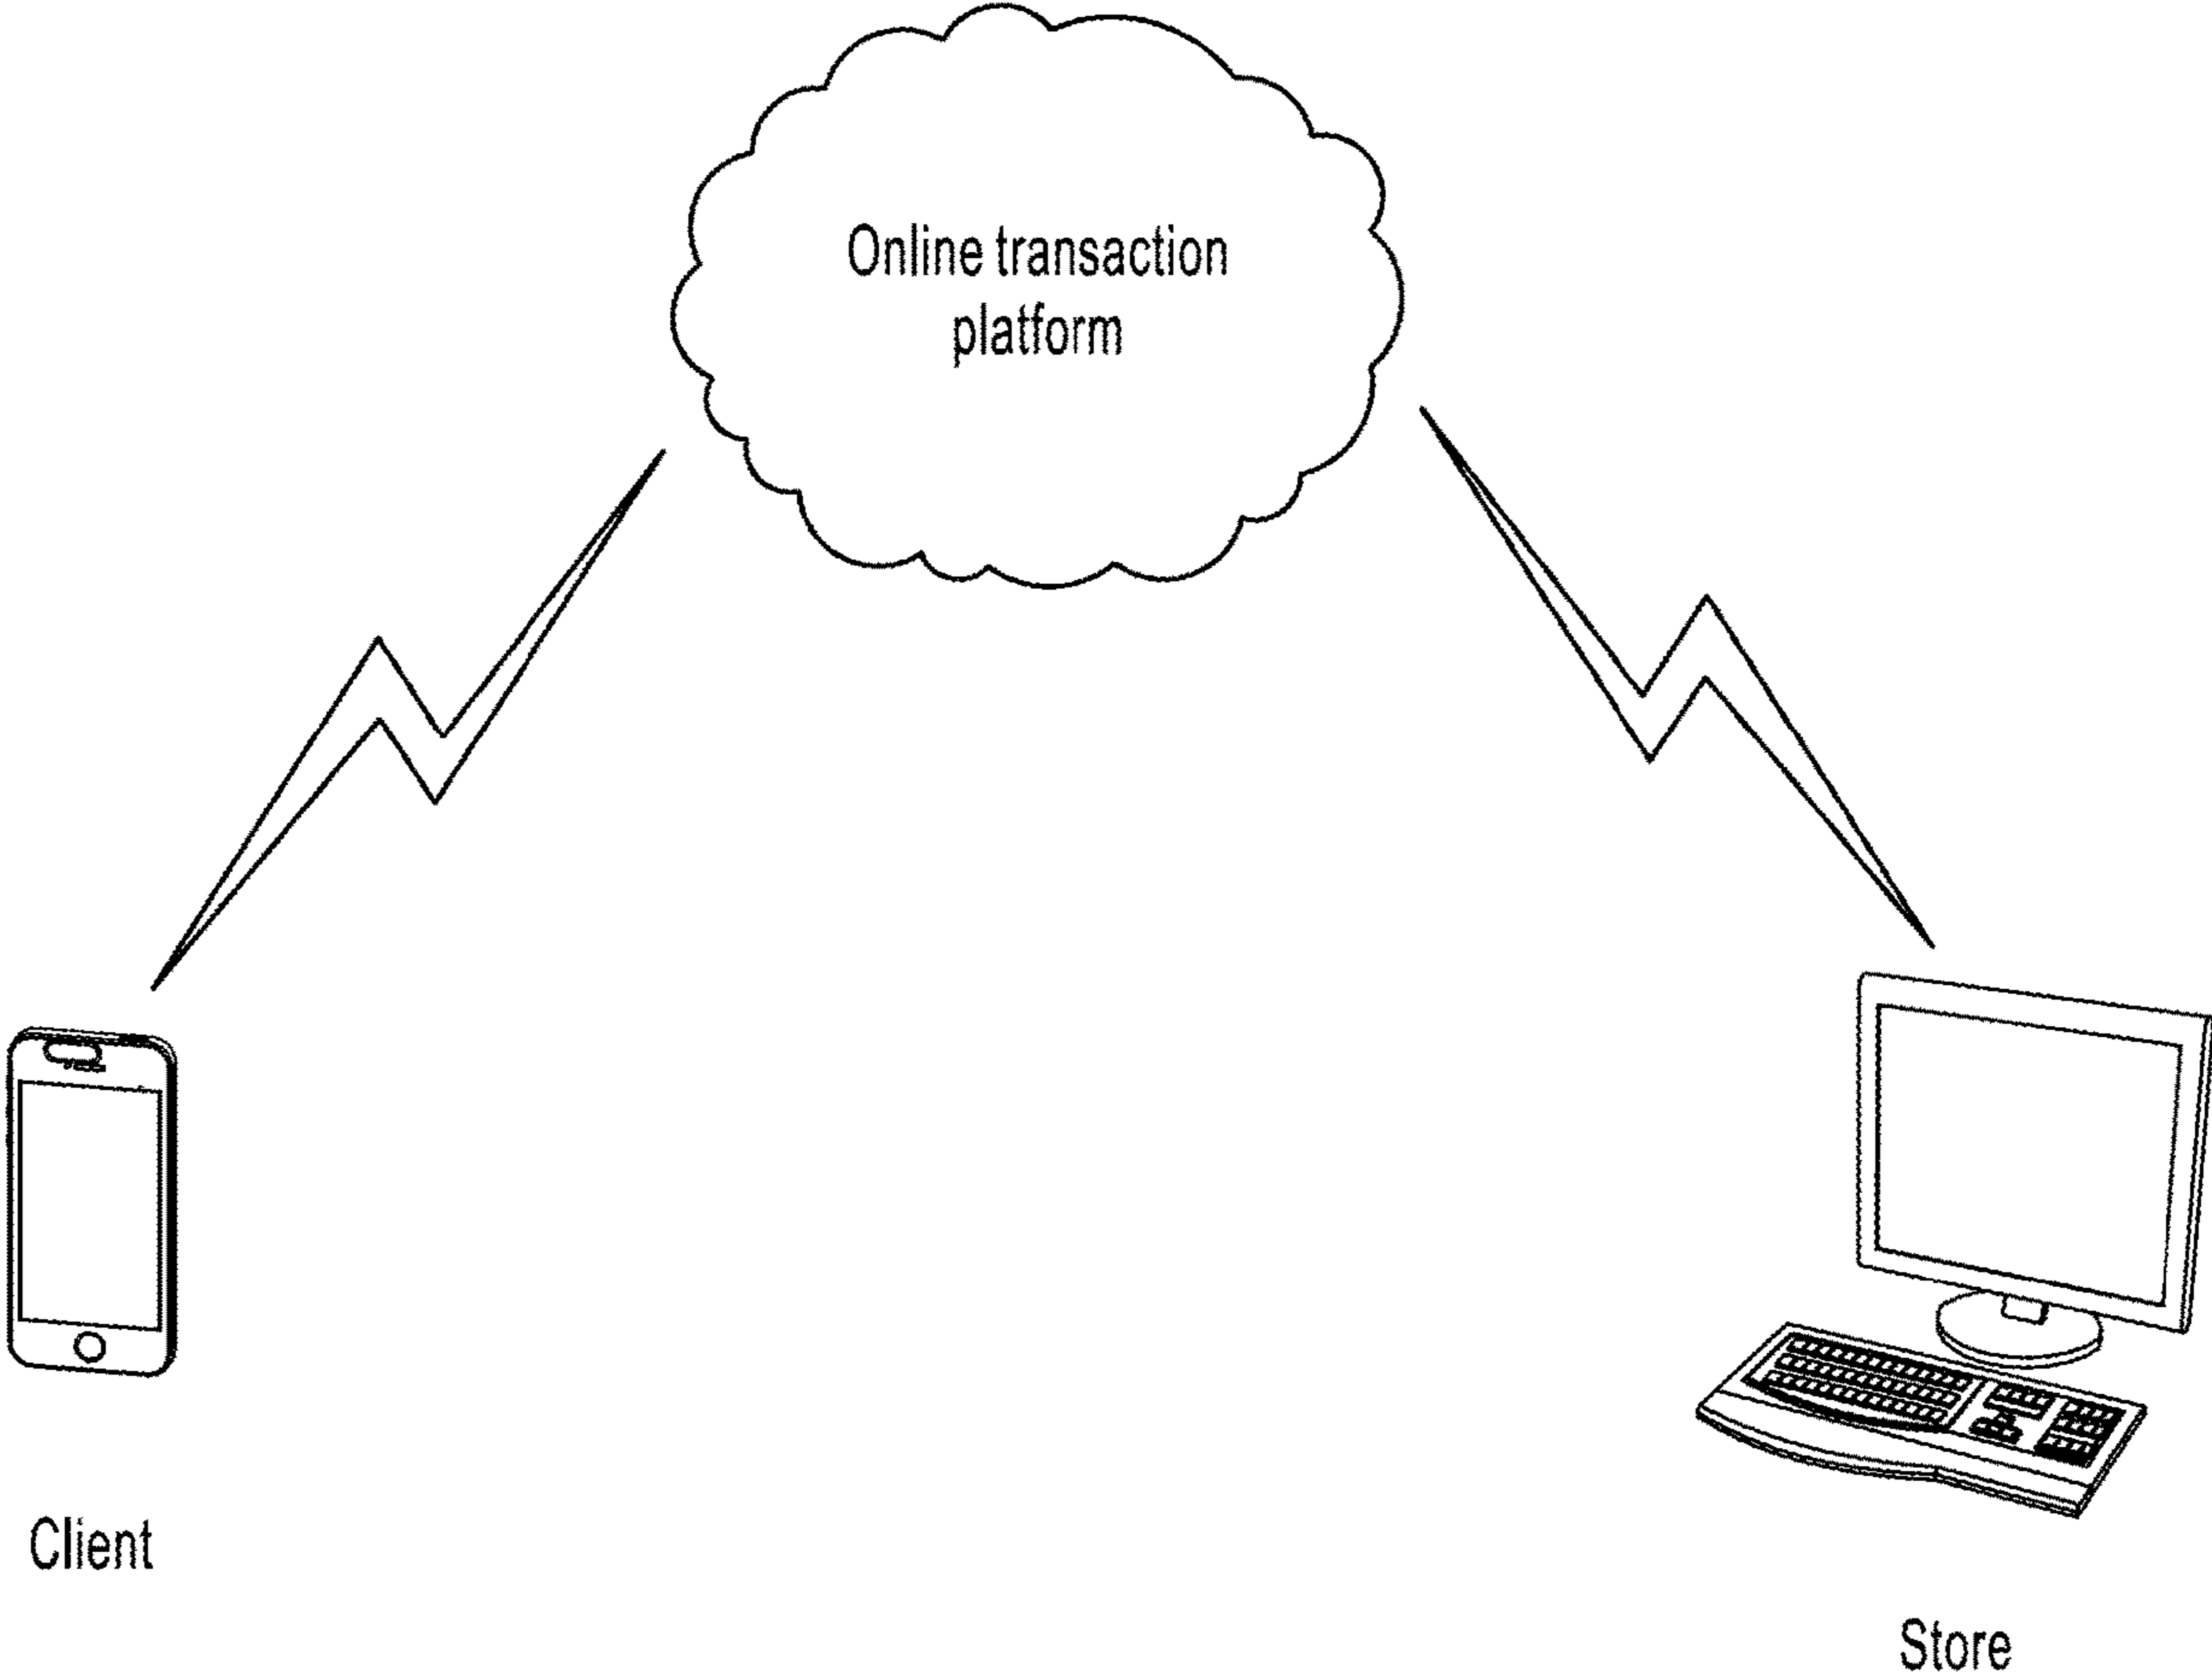 Online transaction
platform
Client
Store